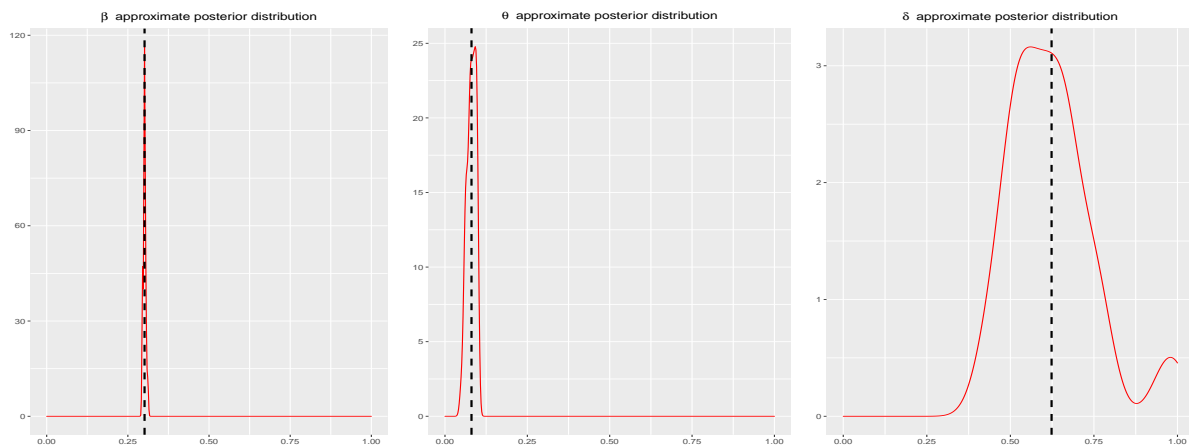 β approximate posterior distribution
120
90
60
30
0
0.00 0.25 0.50 0.75 1.00
θ approximate posterior distribution
25
20
15
10
5
0
0.00 0.25 0.50 0.75 1.00
δ approximate posterior distribution
3
2
1
0
0.00 0.25 0.50 0.75 1.00